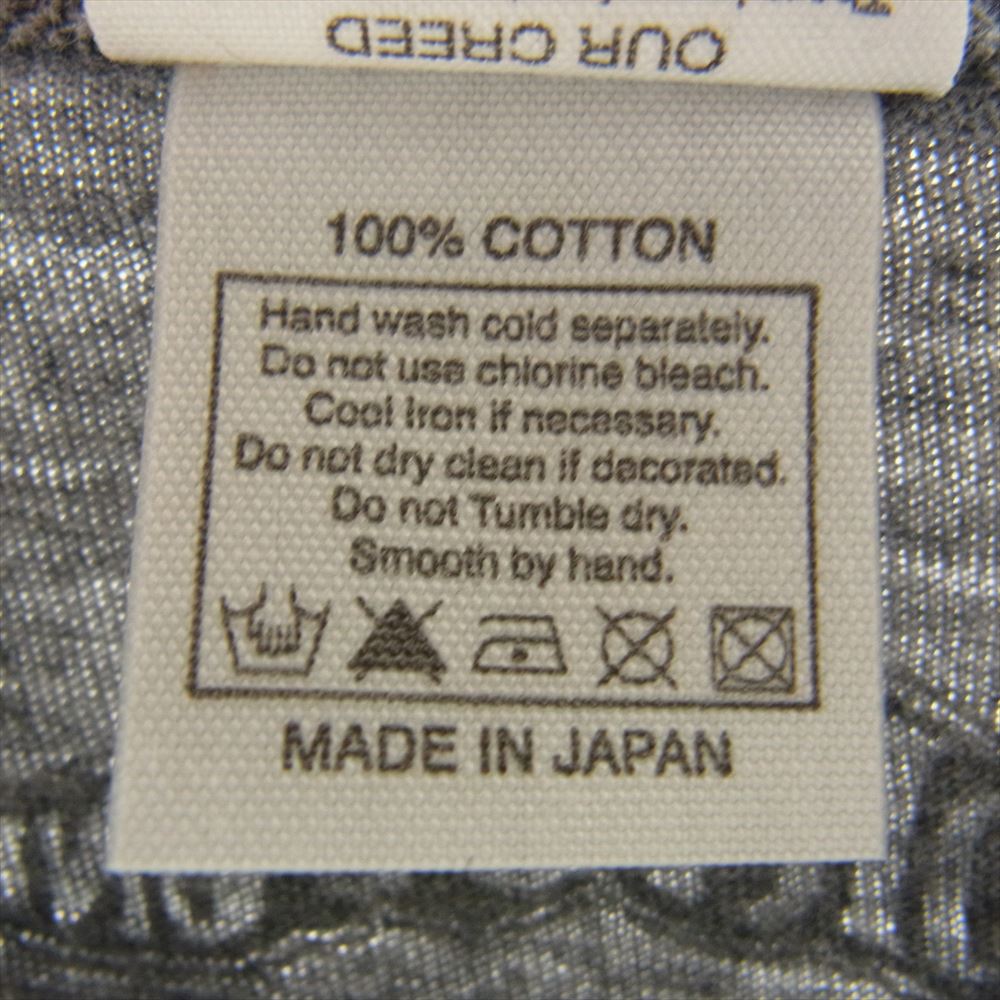 OUR CREED
100% COTTON
Hand wash cold separately.
Do not use chlorine bleach.
Cool Iron if necessary.
Do not dry clean if decorated.
Do not Tumble dry.
Smooth by hand.
MADE IN JAPAN